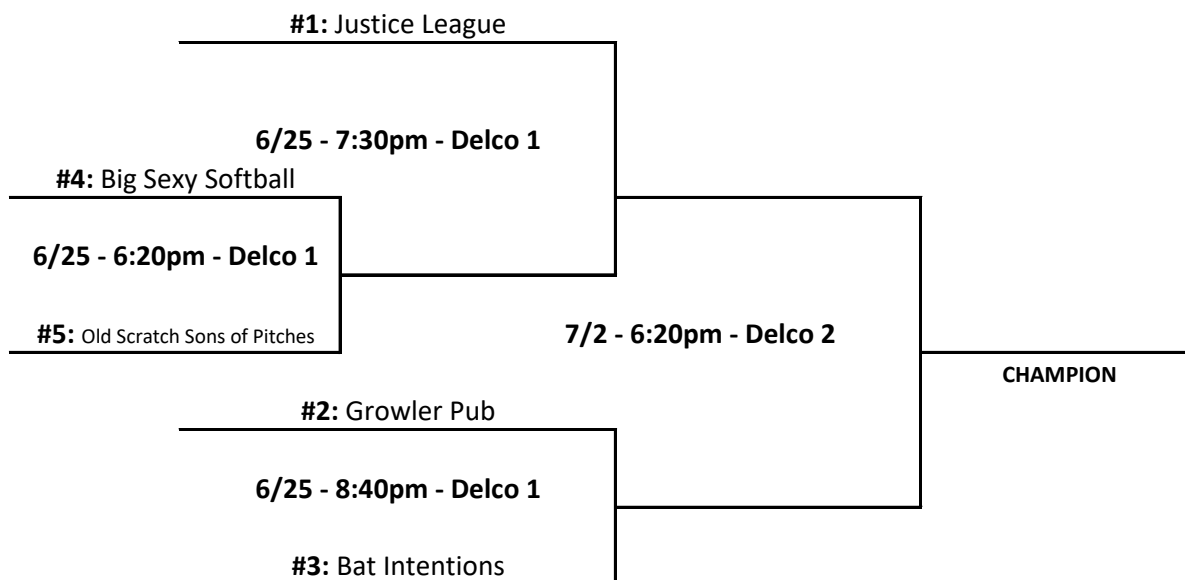 #1: Justice League
6/25 - 7:30pm - Delco 1
#4: Big Sexy Softball
6/25 - 6:20pm - Delco 1
#5: Old Scratch Sons of Pitches
7/2 - 6:20pm - Delco 2
CHAMPION
#2: Growler Pub
6/25 - 8:40pm - Delco 1
#3: Bat Intentions